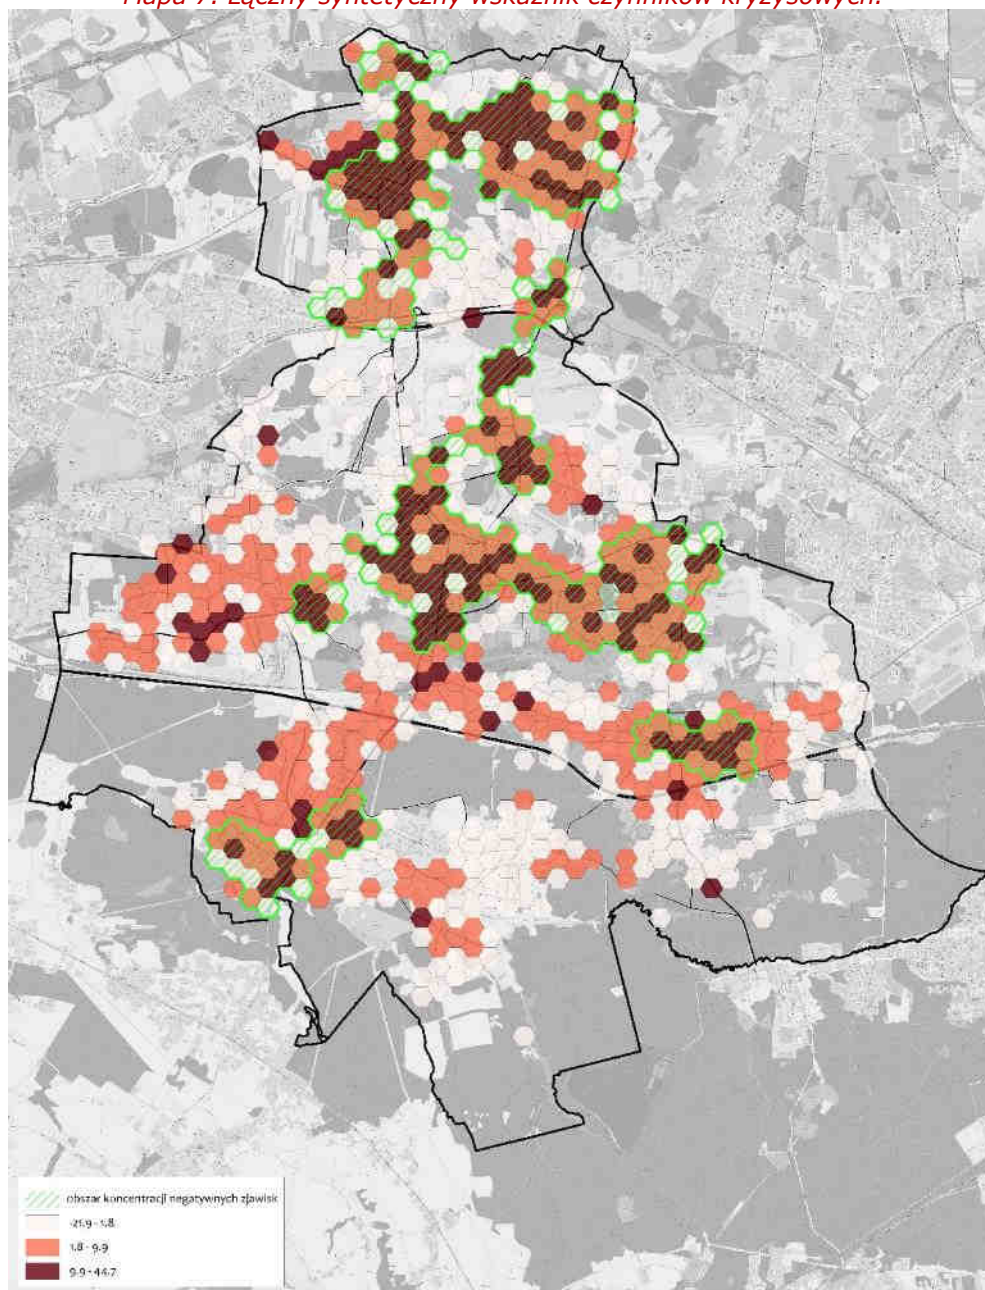 Mapa 7. Łączny syntetyczny wskaźnik czynników kryzysowych.
obszar koncentracji negatywnych zjawisk
-21.9 - 1.8
1.8 - 9.9
9.9 - 44.7